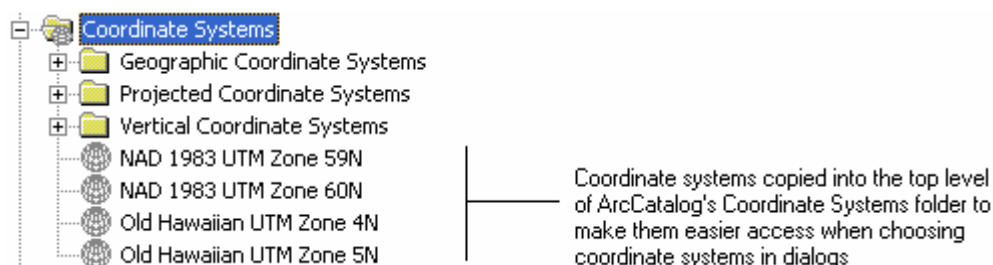 Coordinate Systems
Geographic Coordinate Systems
Projected Coordinate Systems
Vertical Coordinate Systems
NAD 1983 UTM Zone 59N
NAD 1983 UTM Zone 60N
Old Hawaiian UTM Zone 4N
Old Hawaiian UTM Zone 5N
Coordinate systems copied into the top level
of ArcCatalog's Coordinate Systems folder to
make them easier access when choosing
coordinate systems in dialogs